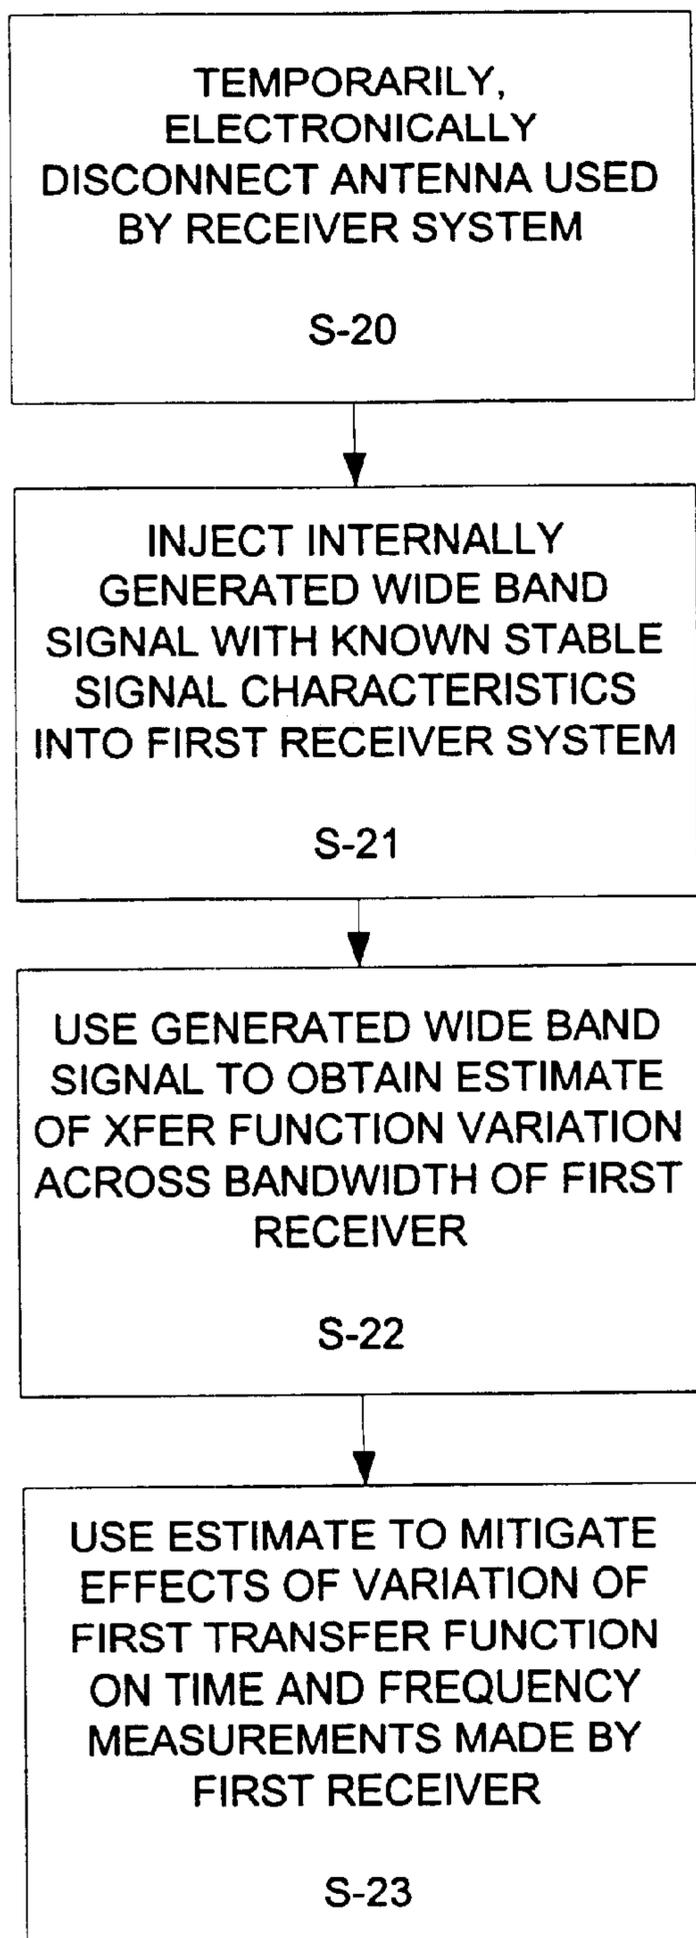 TEMPORARILY,
ELECTRONICALLY
DISCONNECT ANTENNA USED
BY RECEIVER SYSTEM
S-20
INJECT INTERNALLY
GENERATED WIDE BAND
SIGNAL WITH KNOWN STABLE
SIGNAL CHARACTERISTICS
INTO FIRST RECEIVER SYSTEM
S-21
USE GENERATED WIDE BAND
SIGNAL TO OBTAIN ESTIMATE
OF XFER FUNCTION VARIATION
ACROSS BANDWIDTH OF FIRST
RECEIVER
S-22
USE ESTIMATE TO MITIGATE
EFFECTS OF VARIATION OF
FIRST TRANSFER FUNCTION
ON TIME AND FREQUENCY
MEASUREMENTS MADE BY
FIRST RECEIVER
S-23